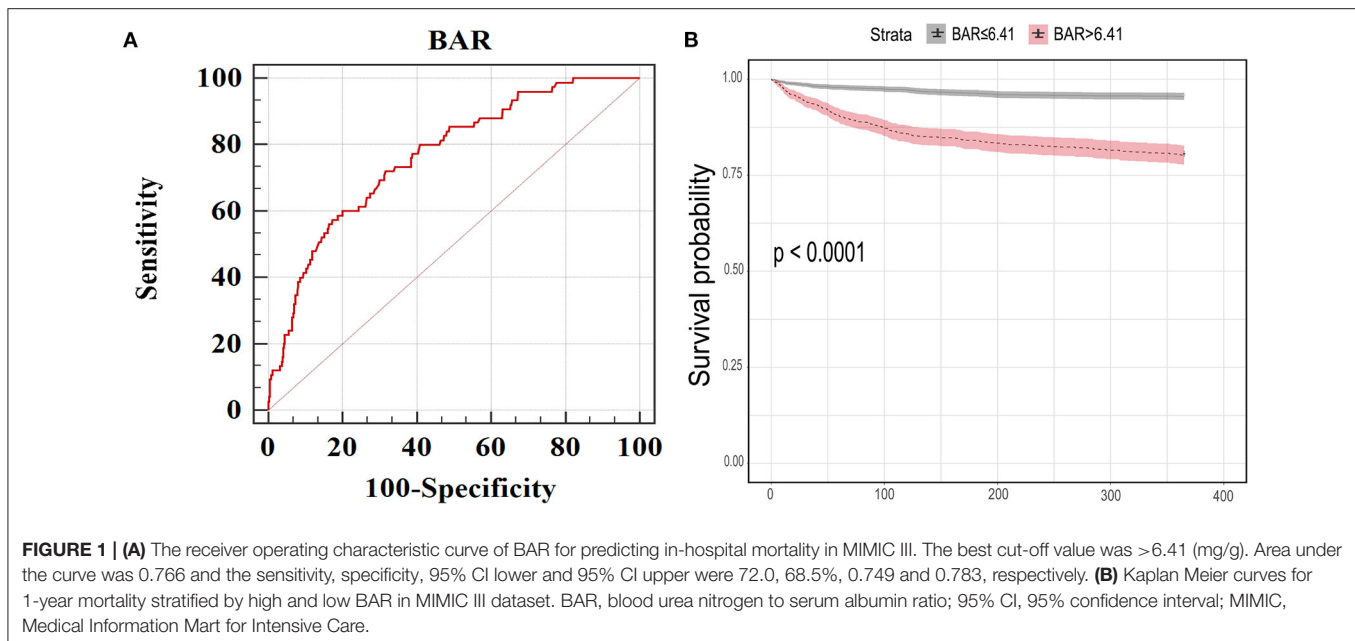 A
BAR
100
80
60
40
20
0
Sensitivity
0 20 40 60 80 100
100-Specificity
B
Strata BAR≤6.41 BAR>6.41
1.00
0.75
0.50
0.25
0.00
Survival probability
p < 0.0001
0 100 200 300 400
FIGURE 1 | (A) The receiver operating characteristic curve of BAR for predicting in-hospital mortality in MIMIC III. The best cut-off value was >6.41 (mg/g). Area under
the curve was 0.766 and the sensitivity, specificity, 95% CI lower and 95% CI upper were 72.0, 68.5%, 0.749 and 0.783, respectively. (B) Kaplan Meier curves for
1-year mortality stratified by high and low BAR in MIMIC III dataset. BAR, blood urea nitrogen to serum albumin ratio; 95% CI, 95% confidence interval; MIMIC,
Medical Information Mart for Intensive Care.